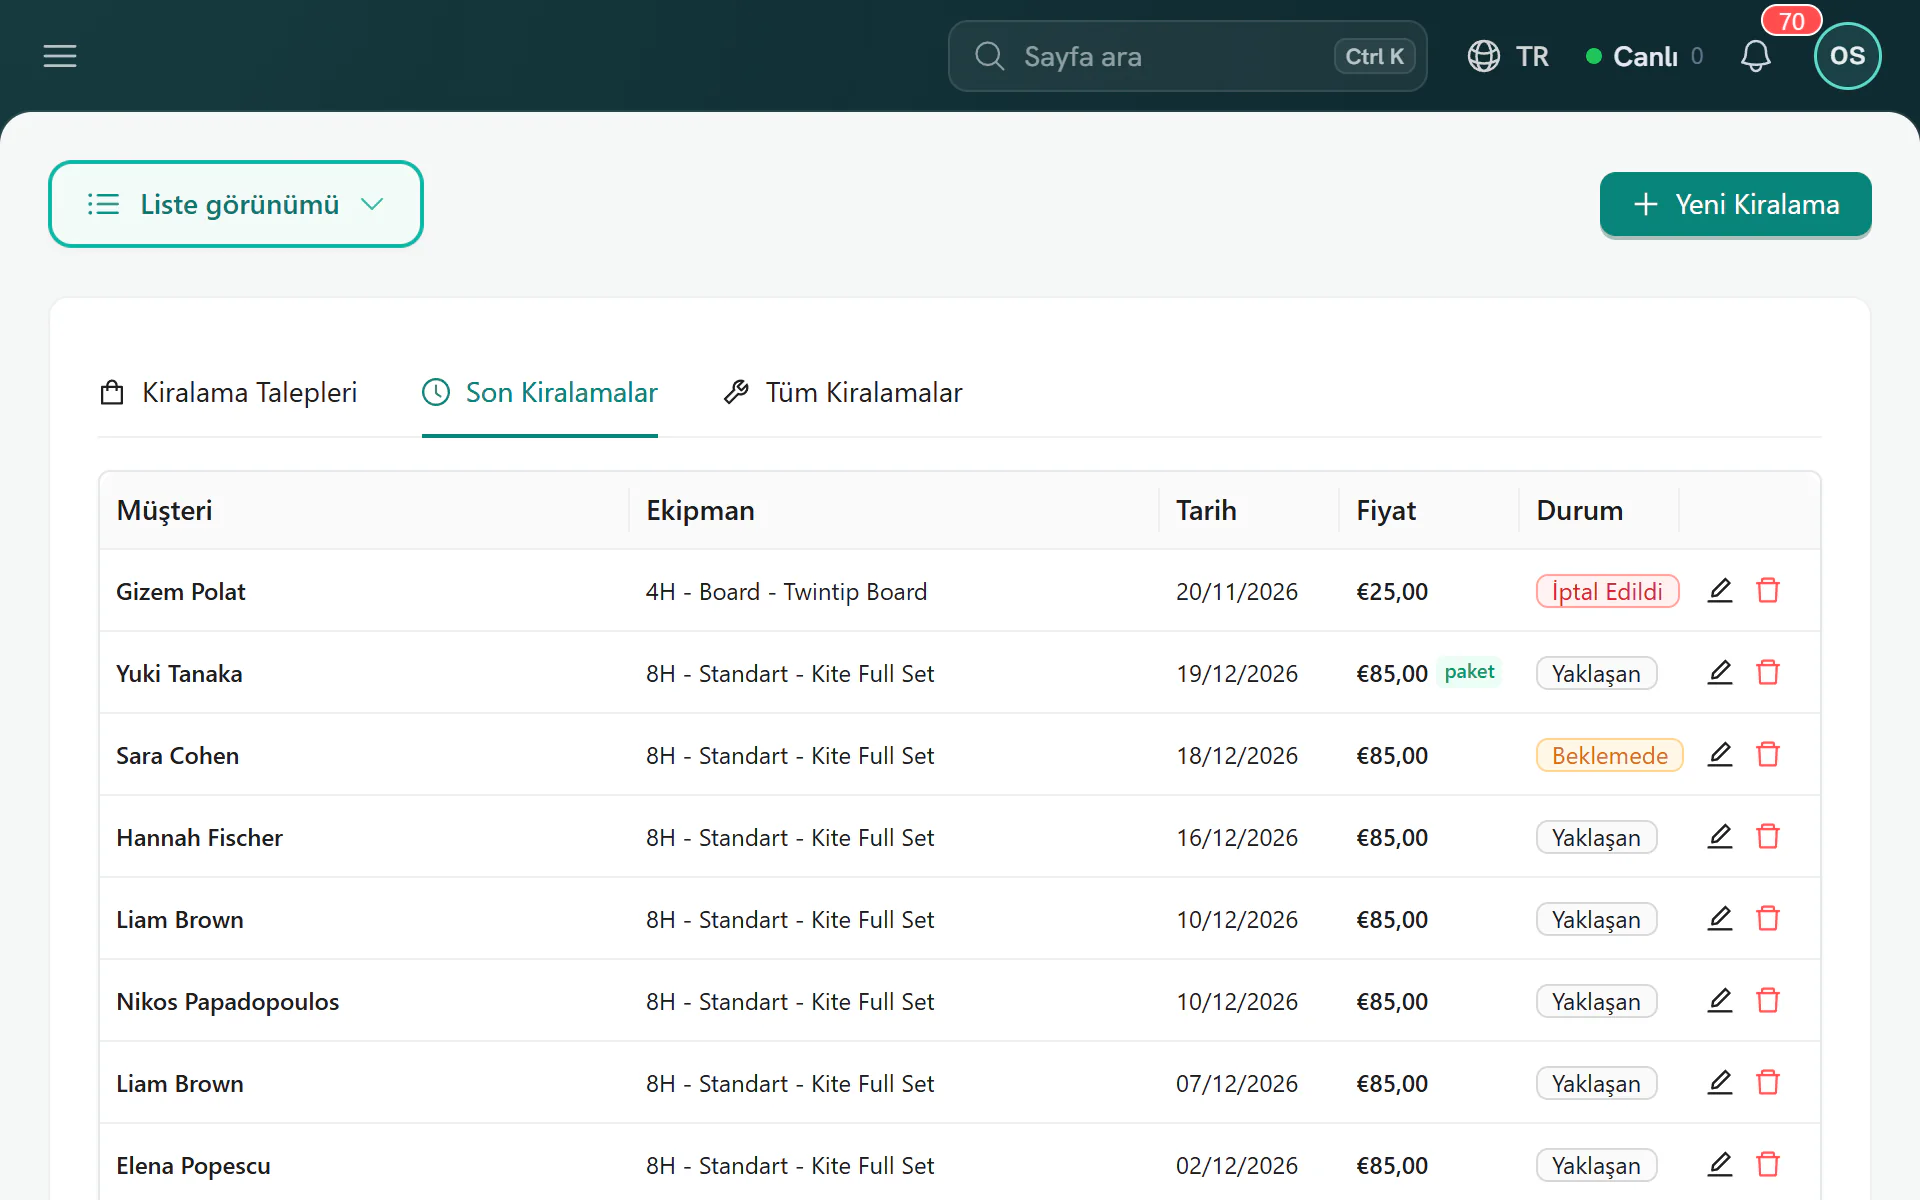 Sayfa ara Ctrl K TR Canlı 0 70 OS
Liste görünümü
Yeni Kiralama
Kiralama Talepleri Son Kiralamalar Tüm Kiralamalar
Müşteri Ekipman Tarih Fiyat Durum
Gizem Polat 4H - Board - Twintip Board 20/11/2026 €25,00 İptal Edildi
Yuki Tanaka 8H - Standart - Kite Full Set 19/12/2026 €85,00 paket Yaklaşan
Sara Cohen 8H - Standart - Kite Full Set 18/12/2026 €85,00 Beklemede
Hannah Fischer 8H - Standart - Kite Full Set 16/12/2026 €85,00 Yaklaşan
Liam Brown 8H - Standart - Kite Full Set 10/12/2026 €85,00 Yaklaşan
Nikos Papadopoulos 8H - Standart - Kite Full Set 10/12/2026 €85,00 Yaklaşan
Liam Brown 8H - Standart - Kite Full Set 07/12/2026 €85,00 Yaklaşan
Elena Popescu 8H - Standart - Kite Full Set 02/12/2026 €85,00 Yaklaşan